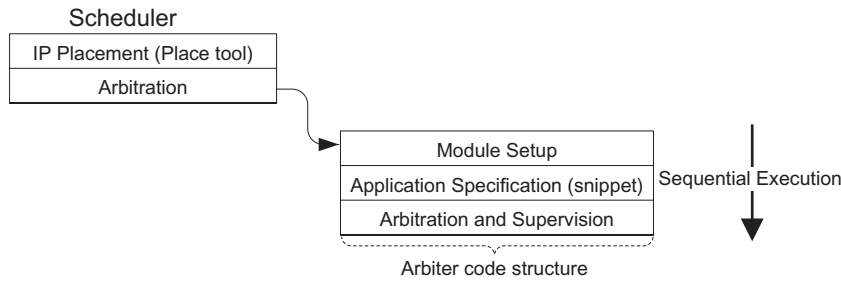 Scheduler
IP Placement (Place tool)
Arbitration
Module Setup
Application Specification (snippet)
Sequential Execution
Arbitration and Supervision
Arbiter code structure